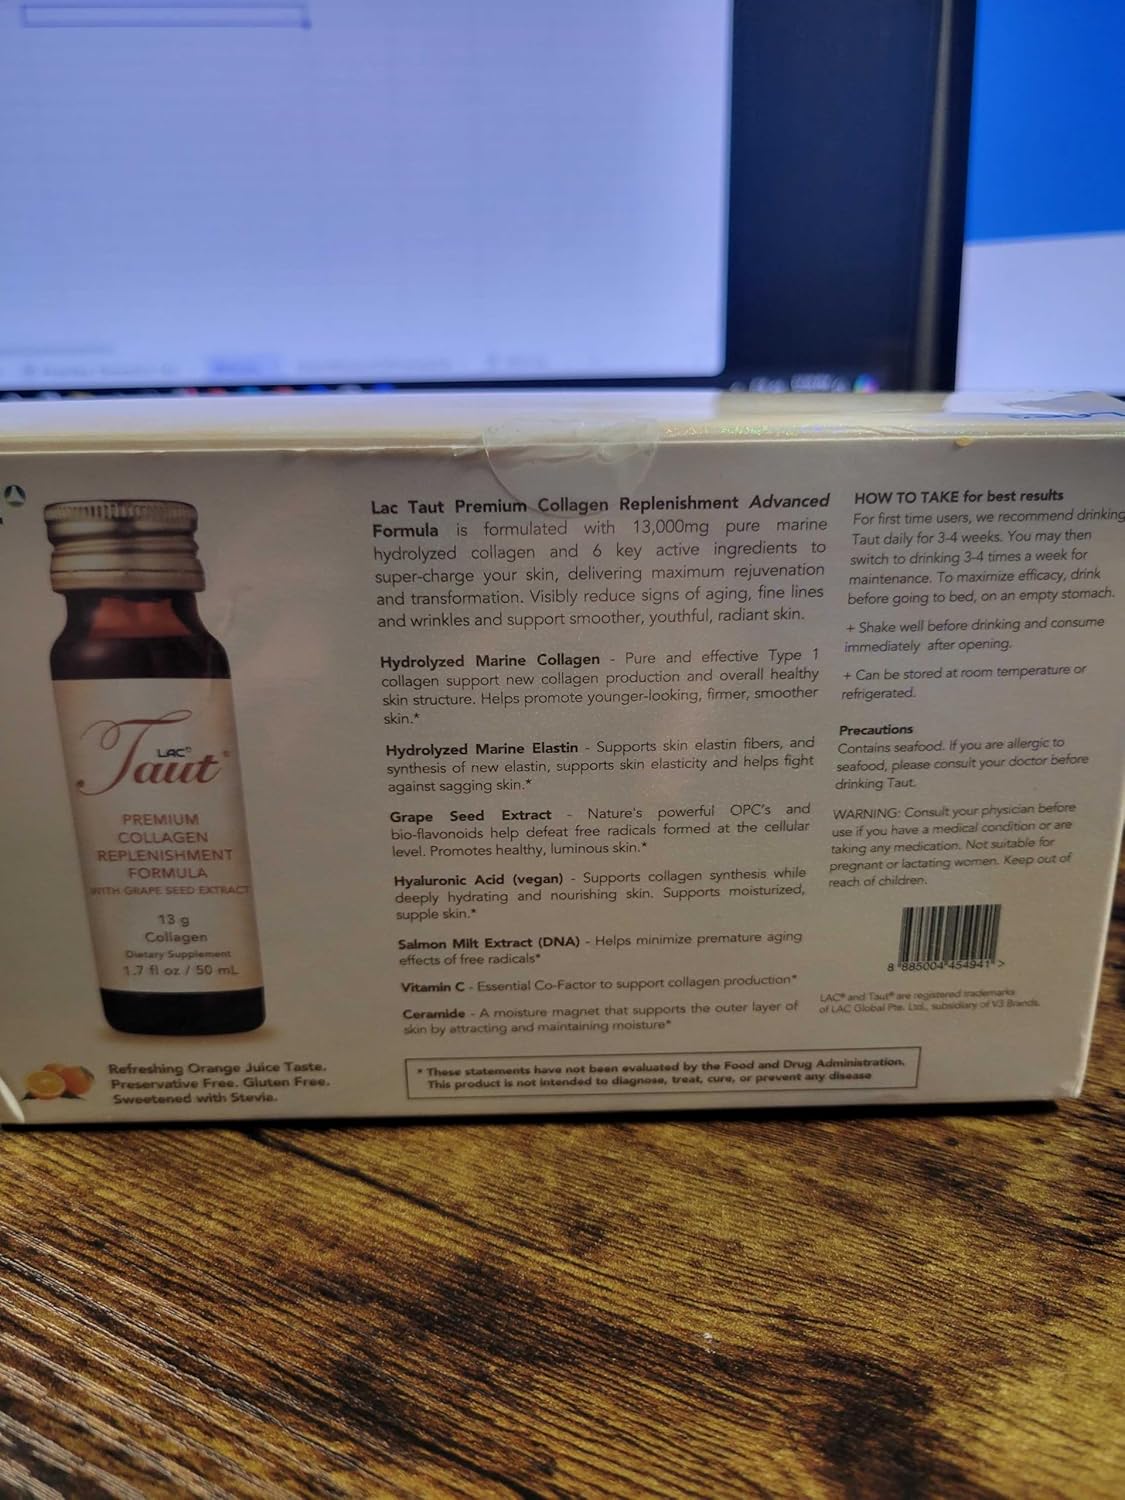 LAC®
Taut®
PREMIUM
COLLAGEN
REPLENISHMENT
FORMULA
WITH GRAPE SEED EXTRACT
13 g
Collagen
Dietary Supplement
1.7 fl oz / 50 mL
Refreshing Orange Juice Taste.
Preservative Free. Gluten Free.
Sweetened with Stevia.
Lac Taut Premium Collagen Replenishment Advanced
Formula is formulated with 13,000mg pure marine
hydrolyzed collagen and 6 key active ingredients to
super-charge your skin, delivering maximum rejuvenation
and transformation. Visibly reduce signs of aging, fine lines
and wrinkles and support smoother, youthful, radiant skin.
Hydrolyzed Marine Collagen - Pure and effective Type 1
collagen support new collagen production and overall healthy
skin structure. Helps promote younger-looking, firmer, smoother
skin.*
Hydrolyzed Marine Elastin - Supports skin elastin fibers, and
synthesis of new elastin, supports skin elasticity and helps fight
against sagging skin.*
Grape Seed Extract - Nature's powerful OPC's and
bio-flavonoids help defeat free radicals formed at the cellular
level. Promotes healthy, luminous skin.*
Hyaluronic Acid (vegan) - Supports collagen synthesis while
deeply hydrating and nourishing skin. Supports moisturized,
supple skin.*
Salmon Milt Extract (DNA) - Helps minimize premature aging
effects of free radicals*
Vitamin C - Essential Co-Factor to support collagen production*
Ceramide - A moisture magnet that supports the outer layer of
skin by attracting and maintaining moisture*
* These statements have not been evaluated by the Food and Drug Administration.
This product is not intended to diagnose, treat, cure, or prevent any disease
HOW TO TAKE for best results
For first time users, we recommend drinking
Taut daily for 3-4 weeks. You may then
switch to drinking 3-4 times a week for
maintenance. To maximize efficacy, drink
before going to bed, on an empty stomach.
+ Shake well before drinking and consume
immediately after opening.
+ Can be stored at room temperature or
refrigerated.
Precautions
Contains seafood. If you are allergic to
seafood, please consult your doctor before
drinking Taut.
WARNING: Consult your physician before
use if you have a medical condition or are
taking any medication. Not suitable for
pregnant or lactating women. Keep out of
reach of children.
8 885004 454941 >
LAC® and Taut® are registered trademarks
of LAC Global Pte. Ltd., subsidiary of V3 Brands.